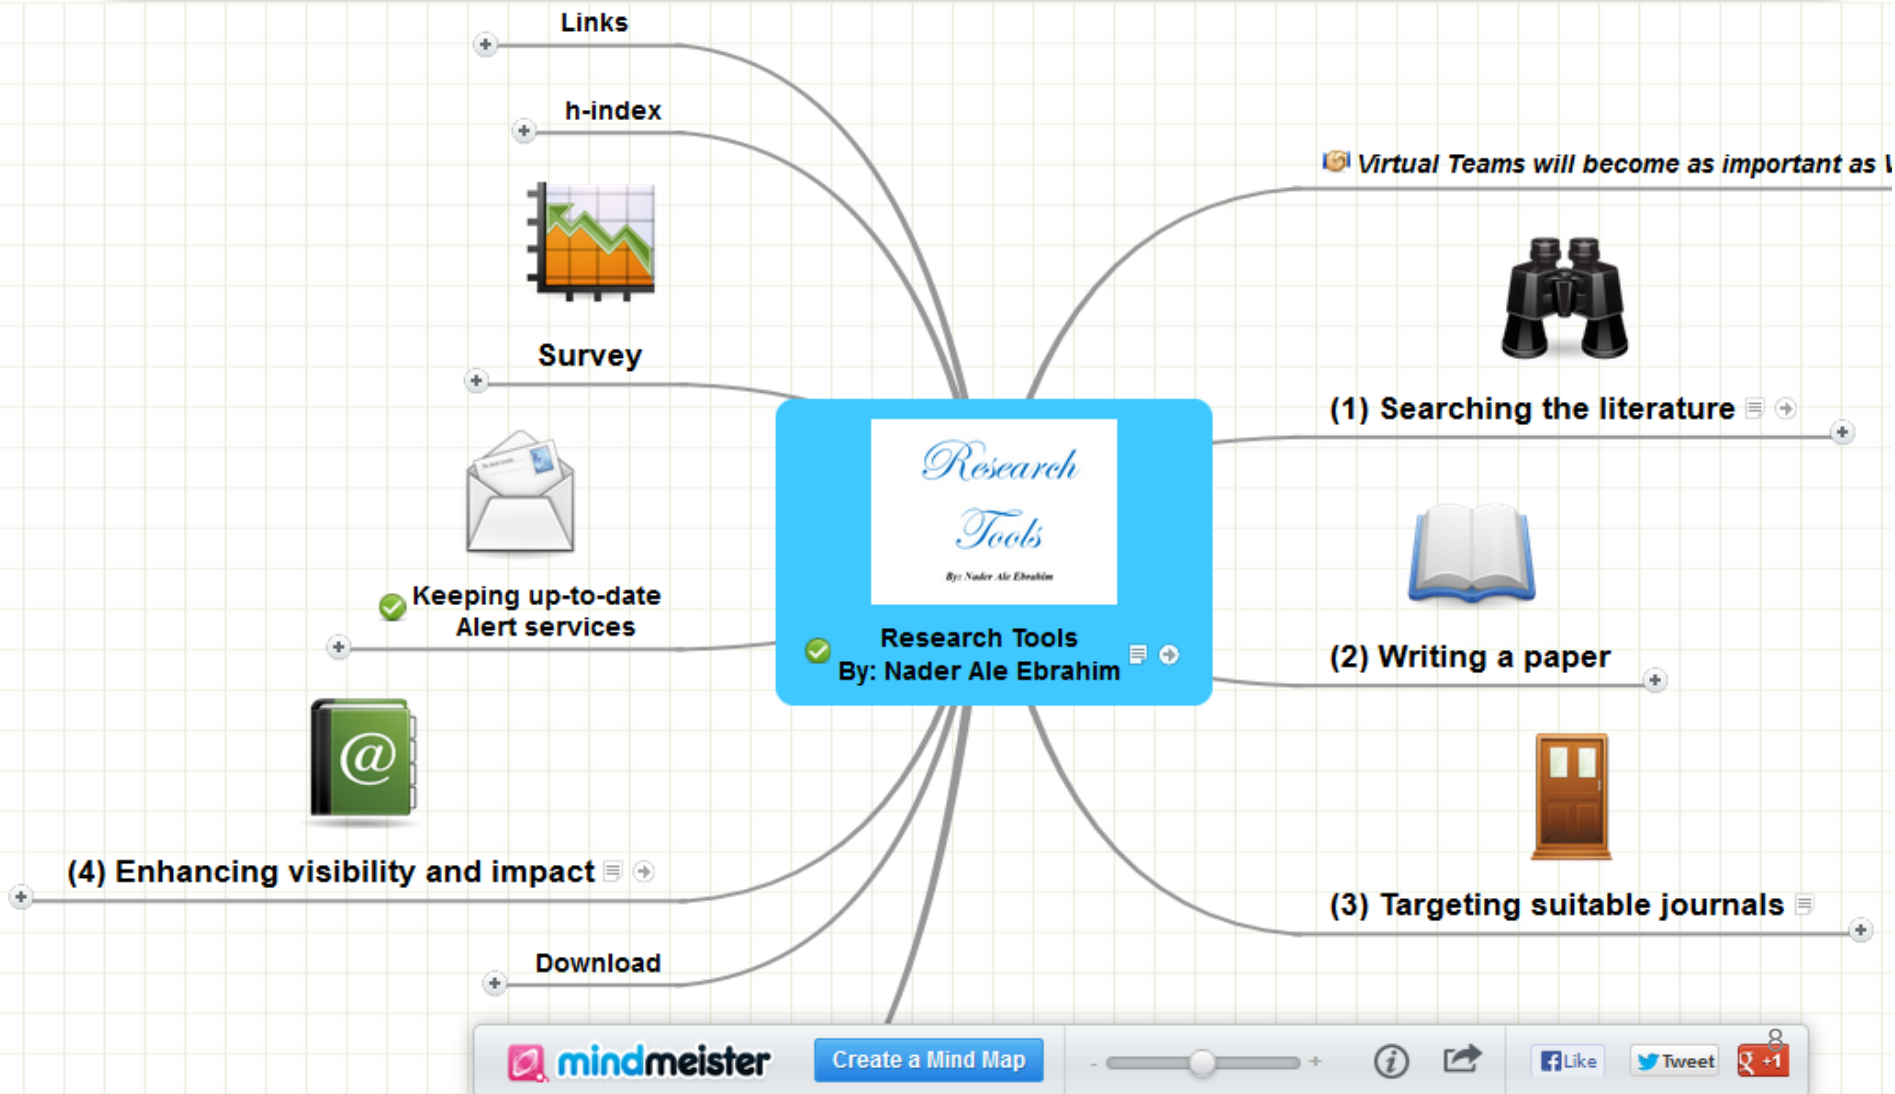 Links
h-index
Survey
Keeping up-to-date
Alert services
(4) Enhancing visibility and impact
Download
Research
Tools
By: Nader Ale Ebrahim
Research Tools
By: Nader Ale Ebrahim
Virtual Teams will become as important as
(1) Searching the literature
(2) Writing a paper
(3) Targeting suitable journals
@
mindmeister
Create a Mind Map
- +
i
Like
Tweet
g +1
8